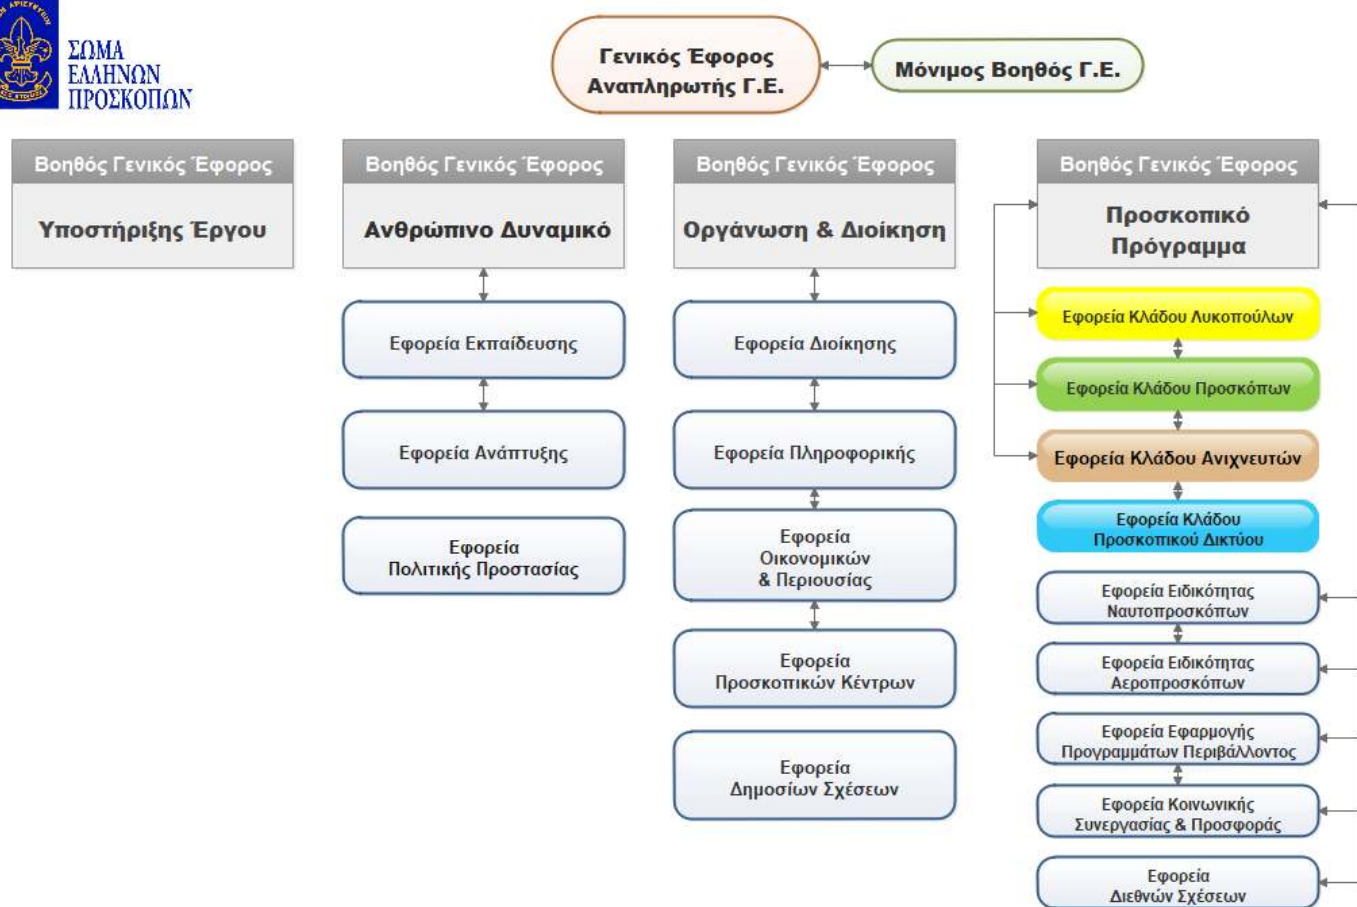 ΣΩΜΑ
ΕΛΛΗΝΩΝ
ΠΡΟΣΚΟΠΩΝ
Γενικός Έφορος
Αναπληρωτής Γ.Ε.
Μόνιμος Βοηθός Γ.Ε.
Βοηθός Γενικός Έφορος
Υποστήριξης Έργου
Βοηθός Γενικός Έφορος
Ανθρώπινο Δυναμικό
Εφορεία Εκπαίδευσης
Εφορεία Ανάπτυξης
Εφορεία
Πολιτικής Προστασίας
Βοηθός Γενικός Έφορος
Οργάνωση & Διοίκηση
Εφορεία Διοίκησης
Εφορεία Πληροφορικής
Εφορεία
Οικονομικών
& Περιουσίας
Εφορεία
Προσκοπικών Κέντρων
Εφορεία
Δημοσίων Σχέσεων
Βοηθός Γενικός Έφορος
Προσκοπικό
Πρόγραμμα
Εφορεία Κλάδου Λυκοπούλων
Εφορεία Κλάδου Προσκόπων
Εφορεία Κλάδου Ανιχνευτών
Εφορεία Κλάδου
Προσκοπικού Δικτύου
Εφορεία Ειδικότητας
Ναυτοπροσκόπων
Εφορεία Ειδικότητας
Αεροπροσκόπων
Εφορεία Εφαρμογής
Προγραμμάτων Περιβάλλοντος
Εφορεία Κοινωνικής
Συνεργασίας & Προσφοράς
Εφορεία
Διεθνών Σχέσεων